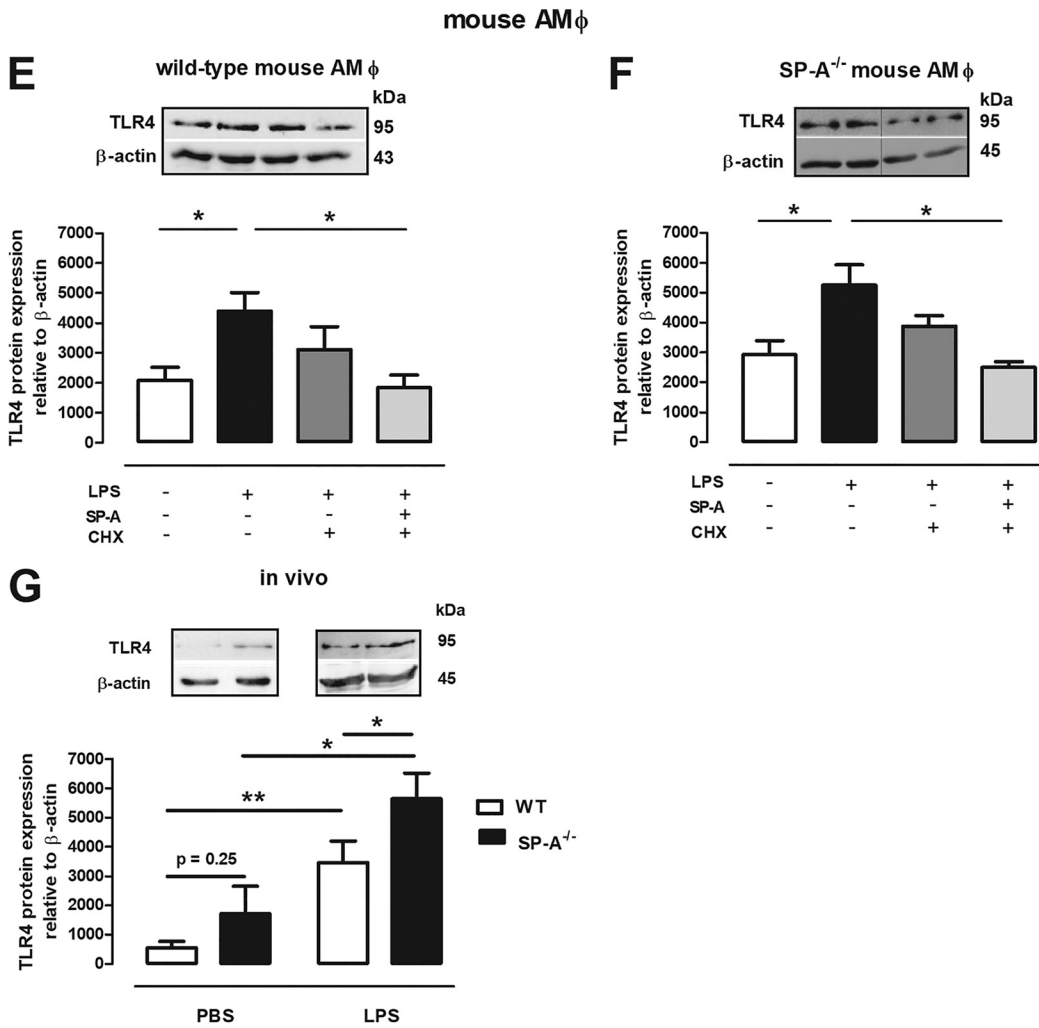 mouse AMϕ
E
wild-type mouse AM ϕ
kDa
TLR4
95
β-actin
43
*
*
TLR4 protein expression
relative to β-actin
7000
6000
5000
4000
3000
2000
1000
0
LPS - + + +
SP-A - - - +
CHX - - + +
F
SP-A-/- mouse AM ϕ
kDa
TLR4
95
β-actin
45
*
*
TLR4 protein expression
relative to β-actin
7000
6000
5000
4000
3000
2000
1000
0
LPS - + + +
SP-A - - - +
CHX - - + +
G
in vivo
kDa
TLR4
95
β-actin
45
*
*
**
p = 0.25
TLR4 protein expression
relative to β-actin
7000
6000
5000
4000
3000
2000
1000
0
PBS
LPS
WT
SP-A-/-